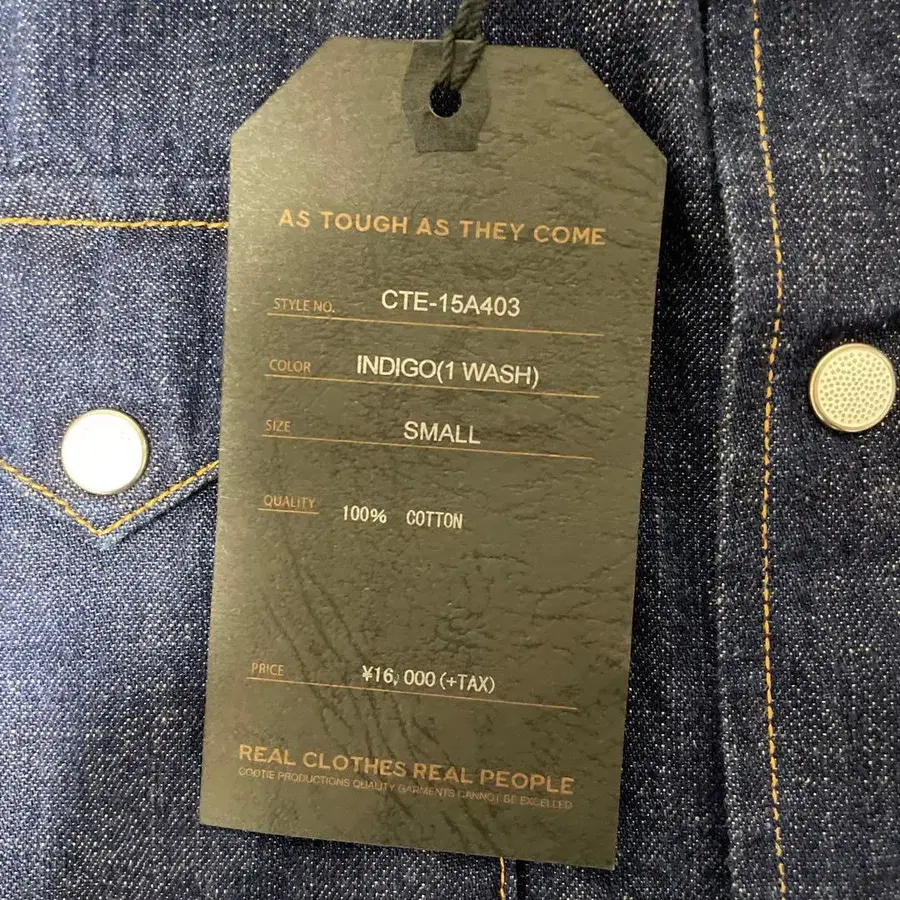 AS TOUGH AS THEY COME
STYLE NO. CTE-15A403
COLOR INDIGO(1 WASH)
SIZE SMALL
QUALITY 100% COTTON
PRICE ¥16,000(+TAX)
REAL CLOTHES REAL PEOPLE
COOTIE PRODUCTIONS QUALITY GARMENTS CANNOT BE EXCELLED